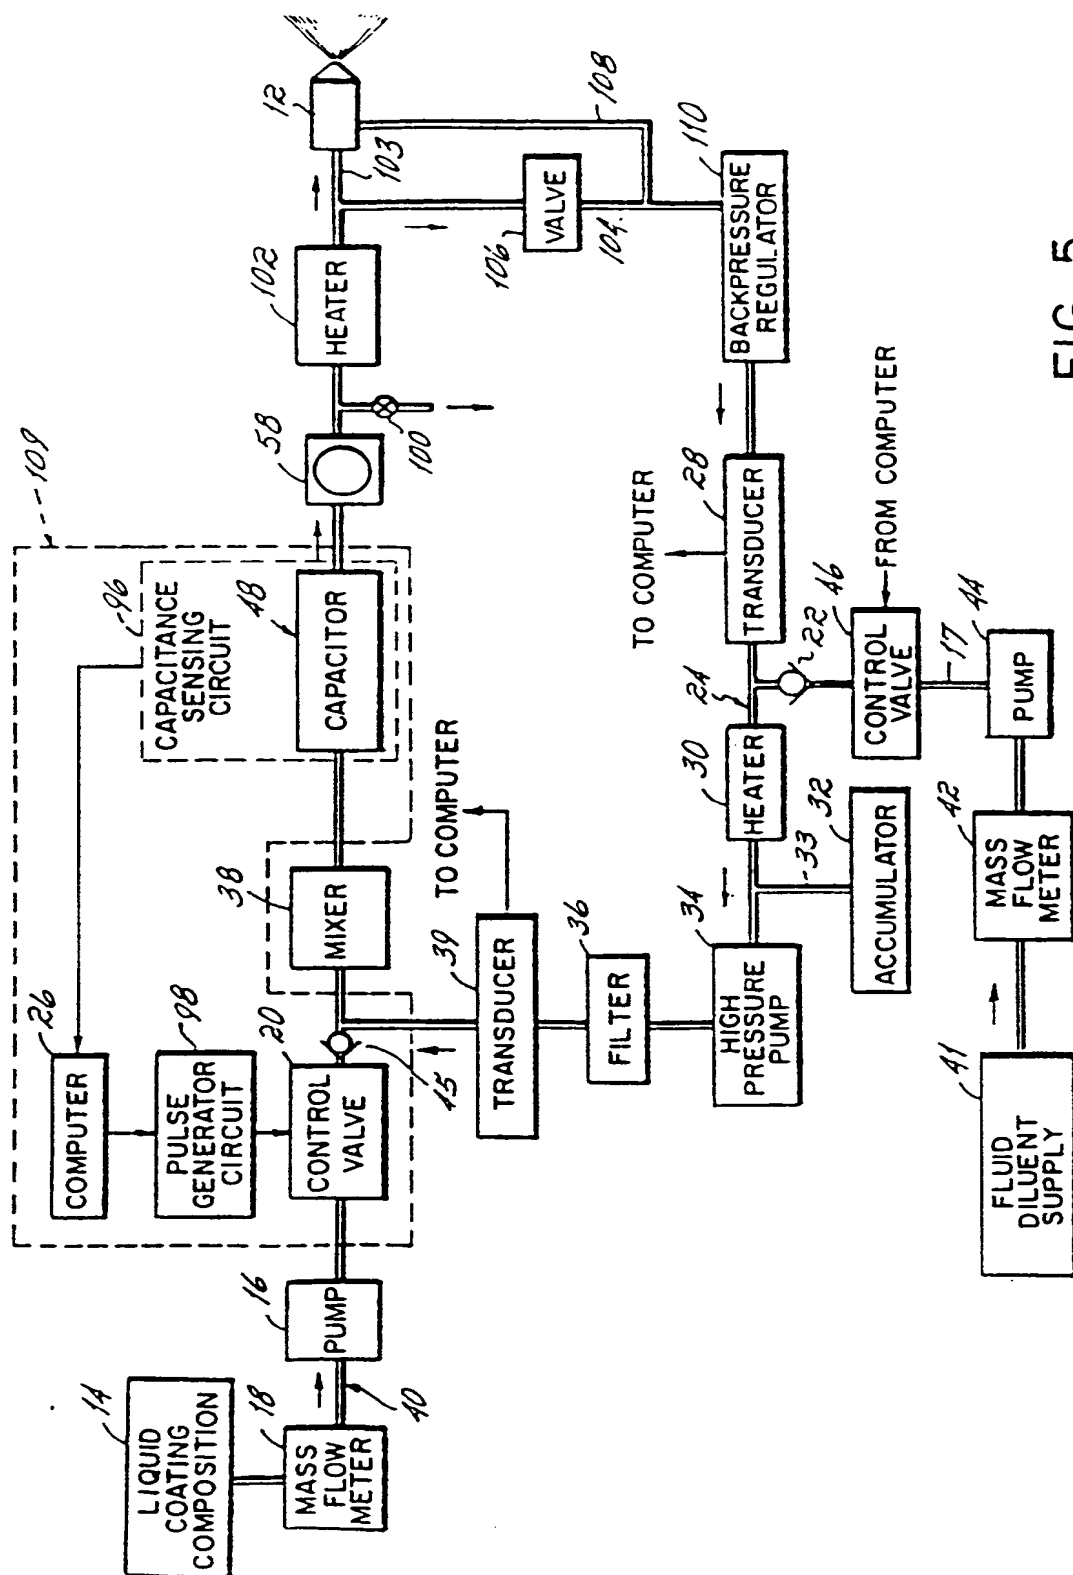 109
96
CAPACITANCE
SENSING
CIRCUIT
26
COMPUTER
98
PULSE
GENERATOR
CIRCUIT
14
LIQUID
COATING
COMPOSITION
18
MASS
FLOW
METER
40
16
PUMP
20
CONTROL
VALVE
45
38
MIXER
48
CAPACITOR
58
100
102
HEATER
103
12
108
106
VALVE
104
110
BACKPRESSURE
REGULATOR
TO COMPUTER
28
TRANSDUCER
24
22
30
HEATER
33
32
ACCUMULATOR
34
HIGH
PRESSURE
PUMP
36
FILTER
39
TRANSDUCER
TO COMPUTER
FROM COMPUTER
46
CONTROL
VALVE
17
44
PUMP
42
MASS
FLOW
METER
41
FLUID
DILUENT
SUPPLY
FIG. 5